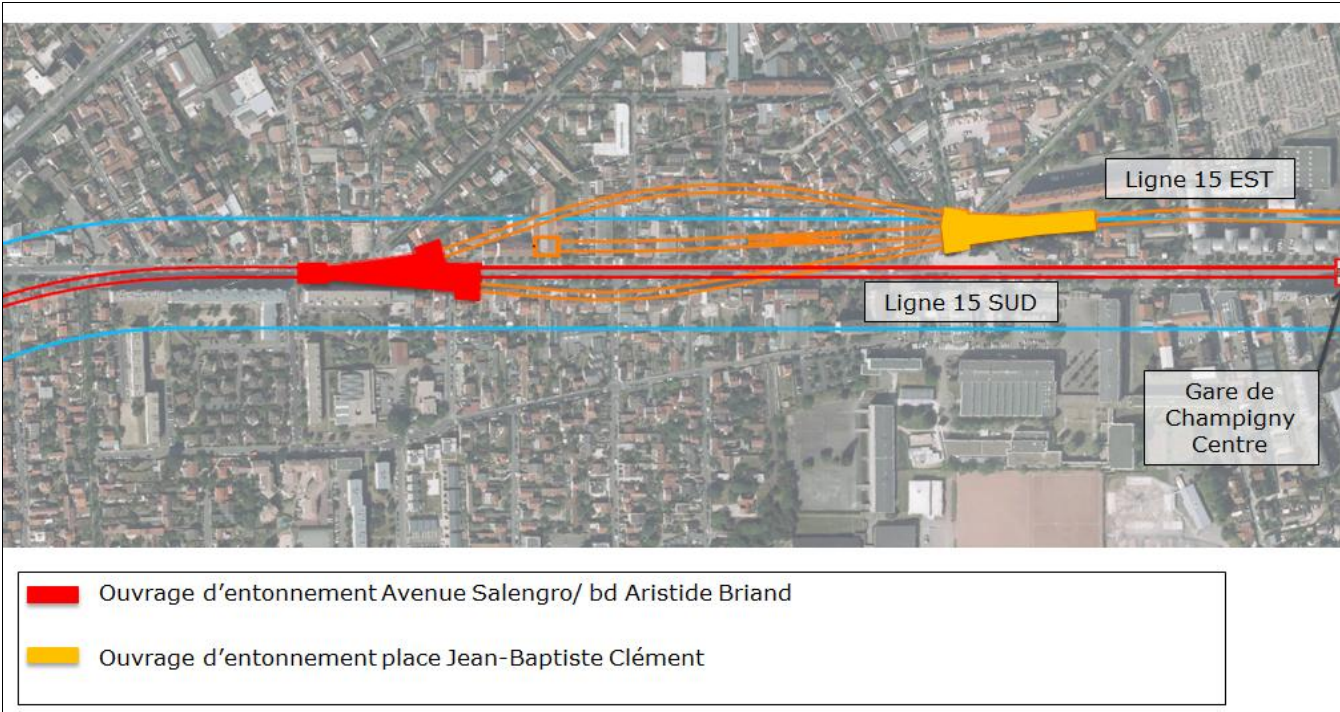 Ligne 15 EST
Ligne 15 SUD
Gare de
Champigny
Centre
Ouvrage d'entonnement Avenue Salengro/ bd Aristide Briand
Ouvrage d'entonnement place Jean-Baptiste Clément